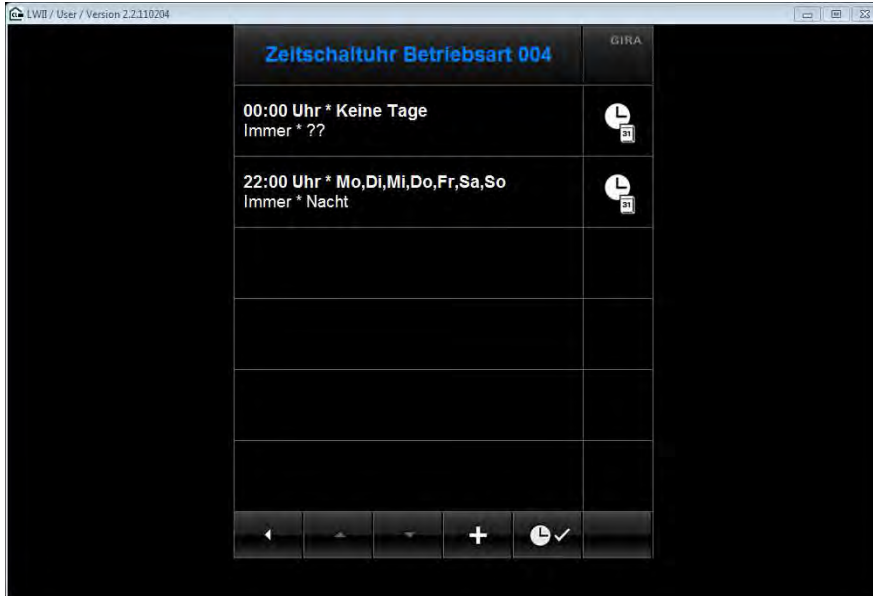 LWII / User / Version 2.2.110204
Zeitschaltuhr Betriebsart 004
GIRA
00:00 Uhr * Keine Tage
Immer * ??
31
22:00 Uhr * Mo,Di,Mi,Do,Fr,Sa,So
Immer * Nacht
31